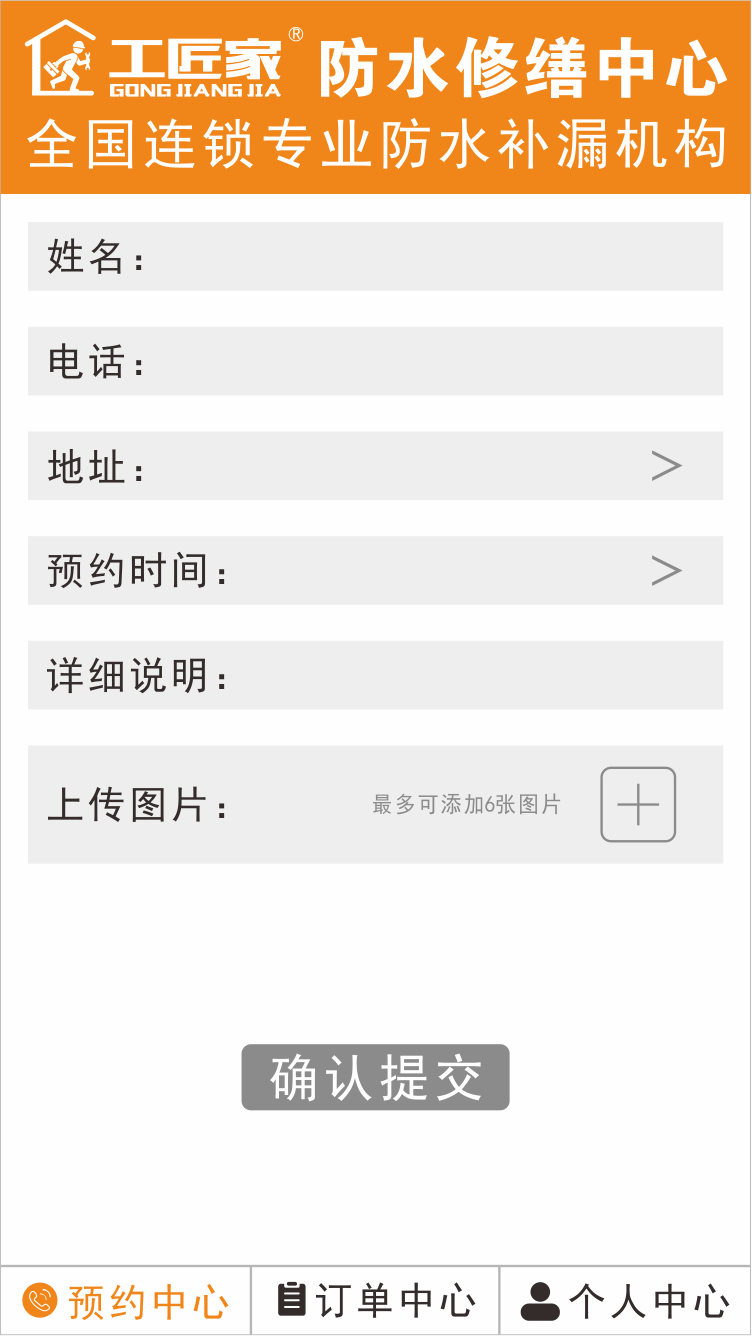 工匠家® 防水修缮中心
GONG JIANG JIA
全国连锁专业防水补漏机构
姓名：
电话：
地址： >
预约时间： >
详细说明：
上传图片： 最多可添加6张图片
确认提交
预约中心 订单中心 个人中心